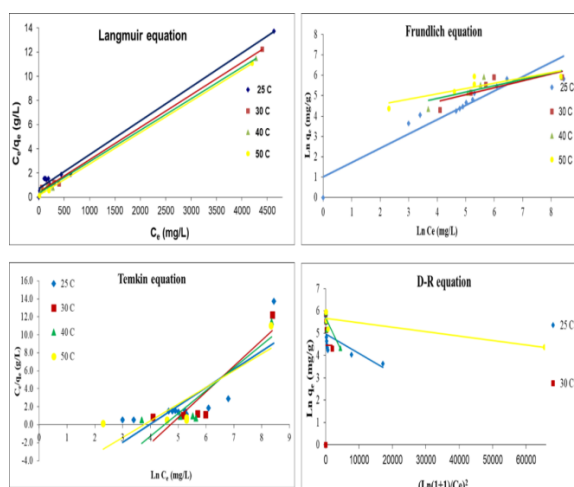 Langmuir equation
Ce/qe (g/L)
14
12
10
8
6
4
2
0
0 500 1000 1500 2000 2500 3000 3500 4000 4500 5000
Ce (mg/L)
25 C
30 C
40 C
50 C
Frundlich equation
Ln qe (mg/g)
7
6
5
4
3
2
1
0
0 2 4 6 8
Ln Ce (mg/L)
25 C
30 C
40 C
50 C
Temkin equation
25 C
30 C
40 C
50 C
Ce/qe (g/L)
16.0
14.0
12.0
10.0
8.0
6.0
4.0
2.0
0.0
-2.0
-4.0
0 1 2 3 4 5 6 7 8 9
Ln Ce (mg/L)
D-R equation
Ln qe (mg/g)
7
6
5
4
3
2
1
0
0 10000 20000 30000 40000 50000 60000
(Ln(1+1)/Ce)2
25 C
30 C